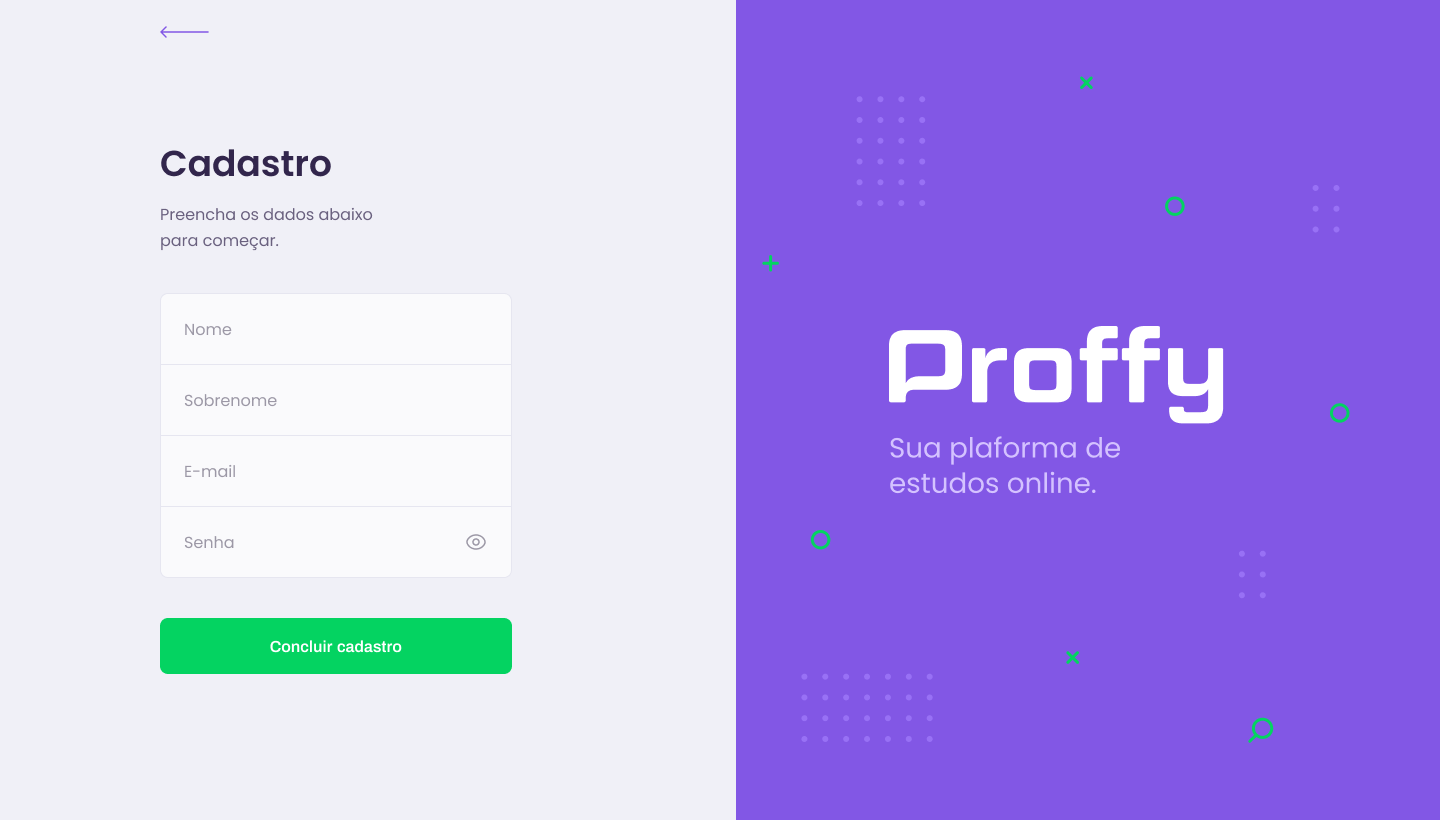 Cadastro
Preencha os dados abaixo
para começar.
Nome
Sobrenome
E-mail
Senha
Concluir cadastro
Proffy
Sua plaforma de
estudos online.